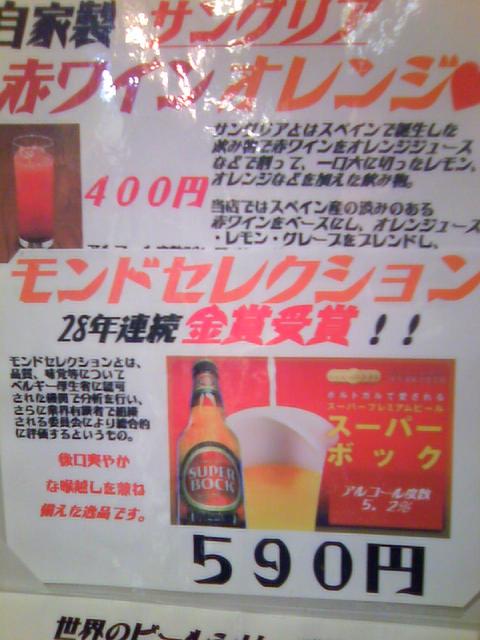 自家製 サングリア
赤ワインオレンジ♥
サングリアとはスペインで誕生した
飲み物で赤ワインをオレンジジュース
などで割って、一口大に切ったレモン、
オレンジなどを加えた飲み物。
400円
当店ではスペイン産の渋みのある
赤ワインをベースにし、オレンジジュース
・レモン・グレープをブレンドし、
モンドセレクション
28年連続 金賞受賞!!
モンドセレクションとは、
品質、味覚等について
ベルギー厚生省に認可
された機関で分析を行い、
さらに業界有識者で組織
される委員会により総合的
に評価するというもの。
後口爽やか
な喉越しを兼ね
備えた逸品です。
SUPER
BOCK
ポルトガルで愛される
スーパープレミアムビール
スーパー
ボック
アルコール度数
5.2%
590円
世界のビール